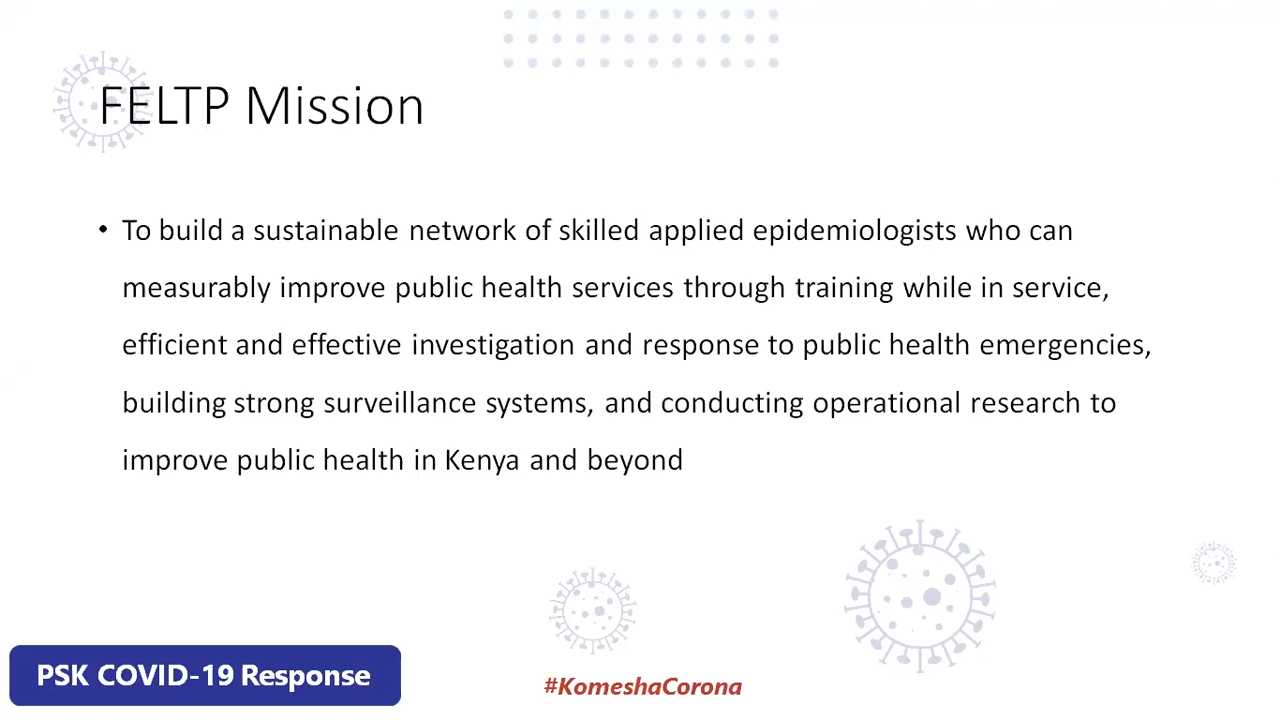 FELTP Mission
• To build a sustainable network of skilled applied epidemiologists who can
measurably improve public health services through training while in service,
efficient and effective investigation and response to public health emergencies,
building strong surveillance systems, and conducting operational research to
improve public health in Kenya and beyond
PSK COVID-19 Response
#KomeshaCorona